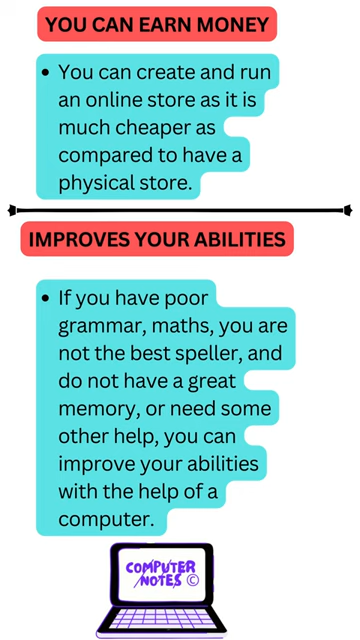 YOU CAN EARN MONEY
• You can create and run
an online store as it is
much cheaper as
compared to have a
physical store.
IMPROVES YOUR ABILITIES
• If you have poor
grammar, maths, you are
not the best speller, and
do not have a great
memory, or need some
other help, you can
improve your abilities
with the help of a
computer.
COMPUTER
NOTES ©